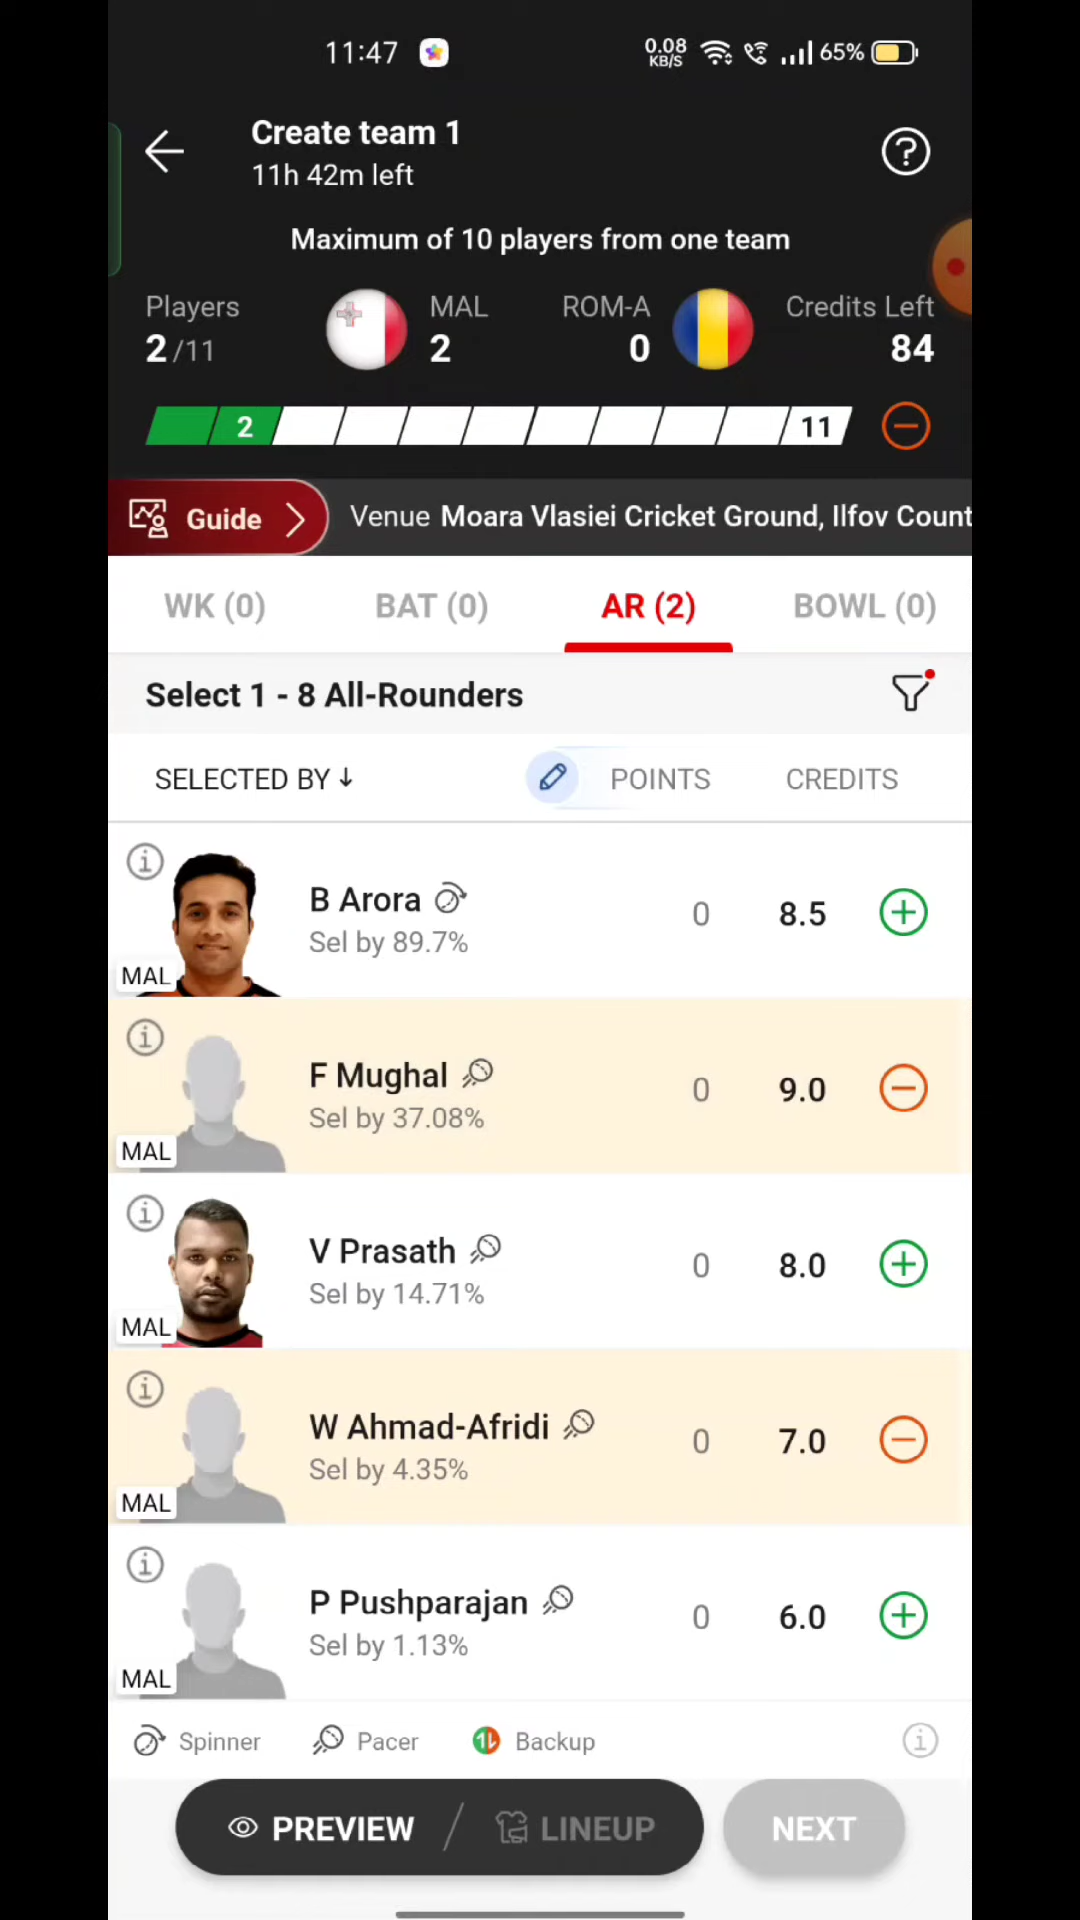 11:47
0.08 KB/S
65%
Create team 1
11h 42m left
Maximum of 10 players from one team
Players MAL ROM-A Credits Left
2/11 2 0 84
2 11
Guide Venue Moara Vlasiei Cricket Ground, Ilfov Count
WK (0) BAT (0) AR (2) BOWL (0)
Select 1 - 8 All-Rounders
SELECTED BY ↓ POINTS CREDITS
B Arora 0 8.5
Sel by 89.7%
MAL
F Mughal 0 9.0
Sel by 37.08%
MAL
V Prasath 0 8.0
Sel by 14.71%
MAL
W Ahmad-Afridi 0 7.0
Sel by 4.35%
MAL
P Pushparajan 0 6.0
Sel by 1.13%
MAL
Spinner Pacer Backup
PREVIEW / LINEUP NEXT